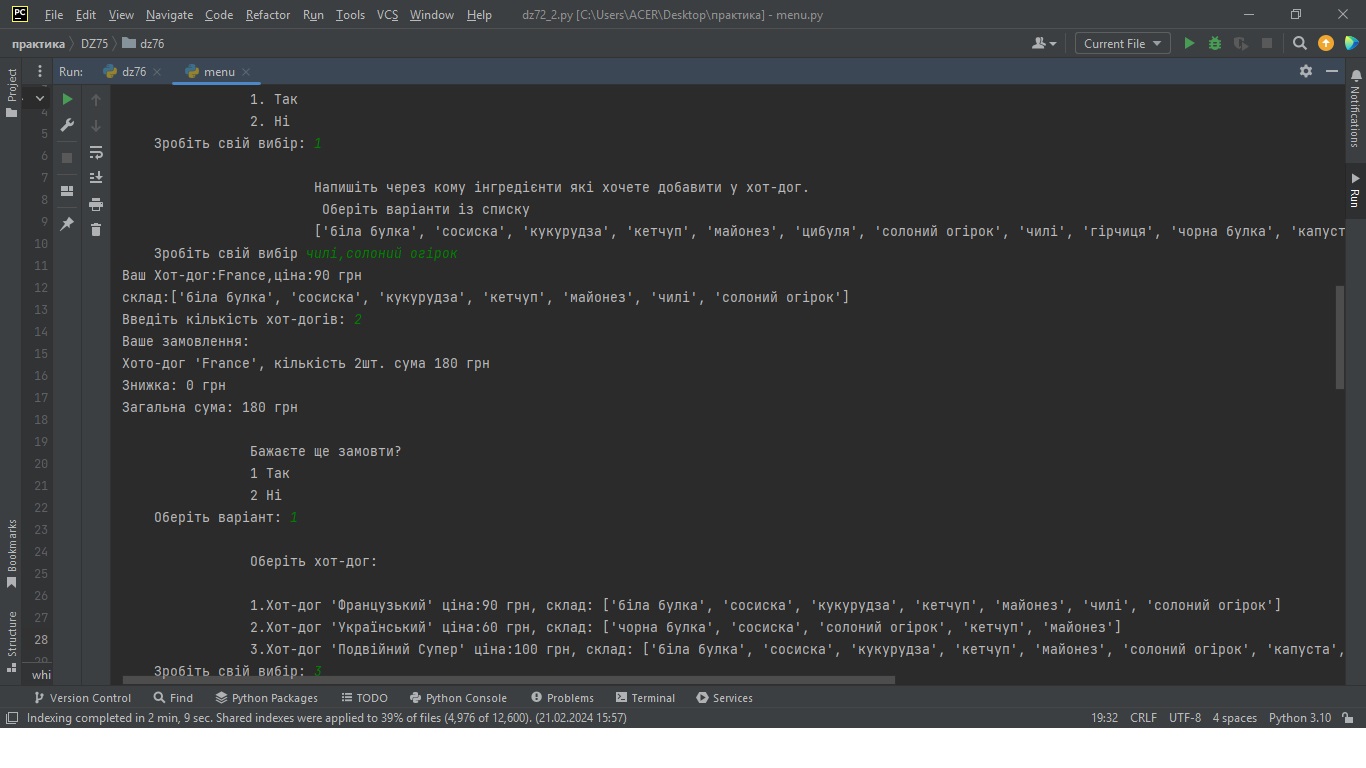 File Edit View Navigate Code Refactor Run Tools VCS Window Help dz72_2.py [C:\Users\ACER\Desktop\практика] - menu.py
практика DZ75 dz76 Current File
Run: dz76 menu
Project
Bookmarks
Structure
Notifications
Run
4
5
6
7
8
9
10
11
12
13
14
15
16
17
18
19
20
21
22
23
24
25
26
27
28
29
whi
1. Так
2. Ні
Зробіть свій вибір: 1
Напишіть через кому інгредієнти які хочете добавити у хот-дог.
Оберіть варіанти із списку
['біла булка', 'сосиска', 'кукурудза', 'кетчуп', 'майонез', 'цибуля', 'солоний огірок', 'чилі', 'гірчиця', 'чорна булка', 'капуст
Зробіть свій вибір чилі,солоний огірок
Ваш Хот-дог:France,ціна:90 грн
склад:['біла булка', 'сосиска', 'кукурудза', 'кетчуп', 'майонез', 'чилі', 'солоний огірок']
Введіть кількість хот-догів: 2
Ваше замовлення:
Хото-дог 'France', кількість 2шт. сума 180 грн
Знижка: 0 грн
Загальна сума: 180 грн
Бажаєте ще замовти?
1 Так
2 Ні
Оберіть варіант: 1
Оберіть хот-дог:
1.Хот-дог 'Французький' ціна:90 грн, склад: ['біла булка', 'сосиска', 'кукурудза', 'кетчуп', 'майонез', 'чилі', 'солоний огірок']
2.Хот-дог 'Український' ціна:60 грн, склад: ['чорна булка', 'сосиска', 'солоний огірок', 'кетчуп', 'майонез']
3.Хот-дог 'Подвійний Супер' ціна:100 грн, склад: ['біла булка', 'сосиска', 'кукурудза', 'кетчуп', 'майонез', 'солоний огірок', 'капуста',
Зробіть свій вибір: 3
Version Control Find Python Packages TODO Python Console Problems Terminal Services
Indexing completed in 2 min, 9 sec. Shared indexes were applied to 39% of files (4,976 of 12,600). (21.02.2024 15:57) 19:32 CRLF UTF-8 4 spaces Python 3.10